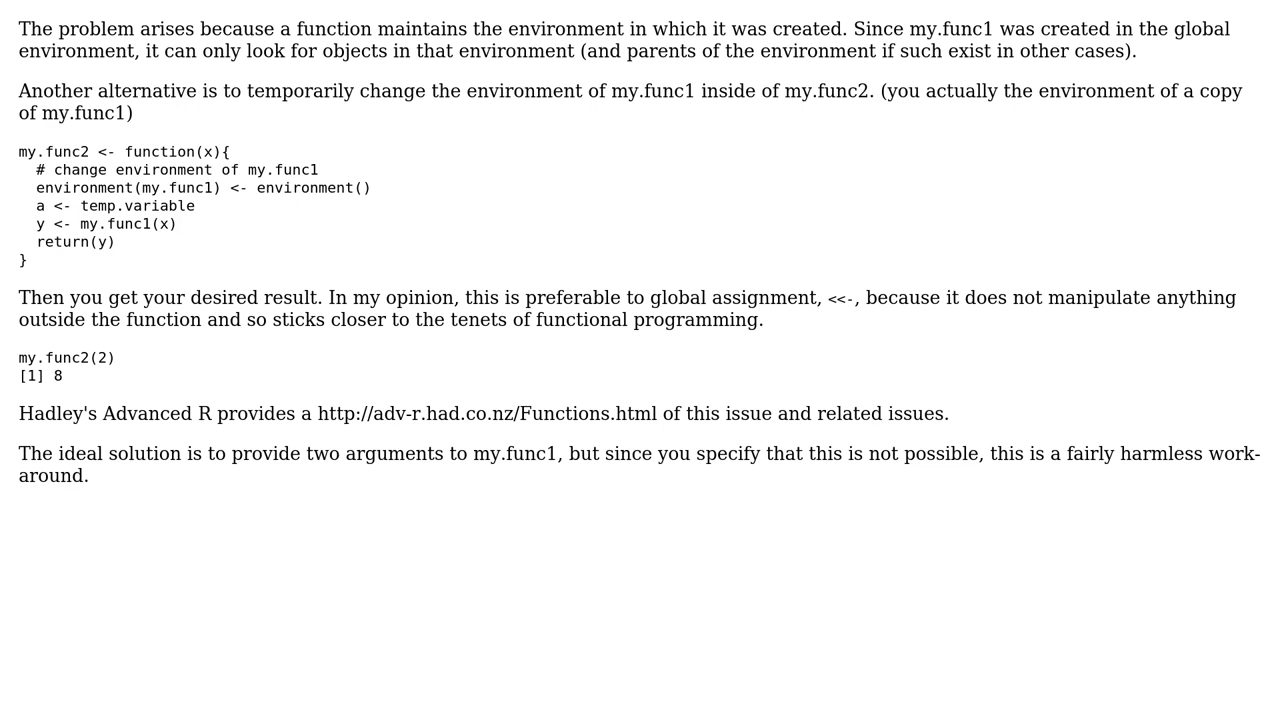 The problem arises because a function maintains the environment in which it was created. Since my.func1 was created in the global
environment, it can only look for objects in that environment (and parents of the environment if such exist in other cases).
Another alternative is to temporarily change the environment of my.func1 inside of my.func2. (you actually the environment of a copy
of my.func1)
my.func2 <- function(x){
  # change environment of my.func1
  environment(my.func1) <- environment()
  a <- temp.variable
  y <- my.func1(x)
  return(y)
}
Then you get your desired result. In my opinion, this is preferable to global assignment, <<-, because it does not manipulate anything
outside the function and so sticks closer to the tenets of functional programming.
my.func2(2)
[1] 8
Hadley's Advanced R provides a http://adv-r.had.co.nz/Functions.html of this issue and related issues.
The ideal solution is to provide two arguments to my.func1, but since you specify that this is not possible, this is a fairly harmless work-
around.